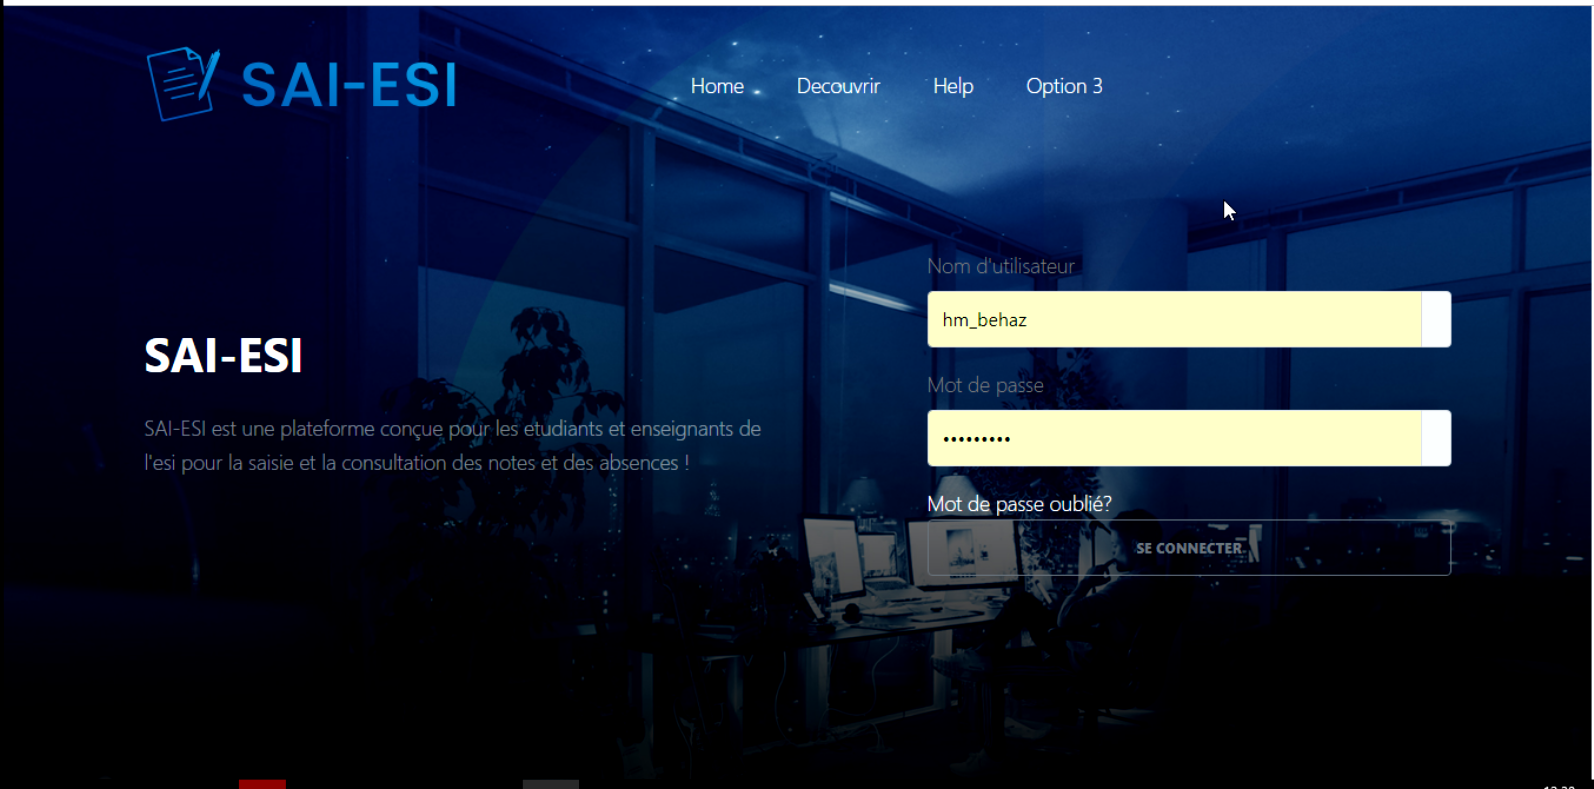 SAI-ESI
Home
Decouvrir
Help
Option 3
SAI-ESI
SAI-ESI est une plateforme conçue pour les etudiants et enseignants de
l'esi pour la saisie et la consultation des notes et des absences !
Nom d'utilisateur
hm_behaz
Mot de passe
•••••••••
Mot de passe oublié?
SE CONNECTER